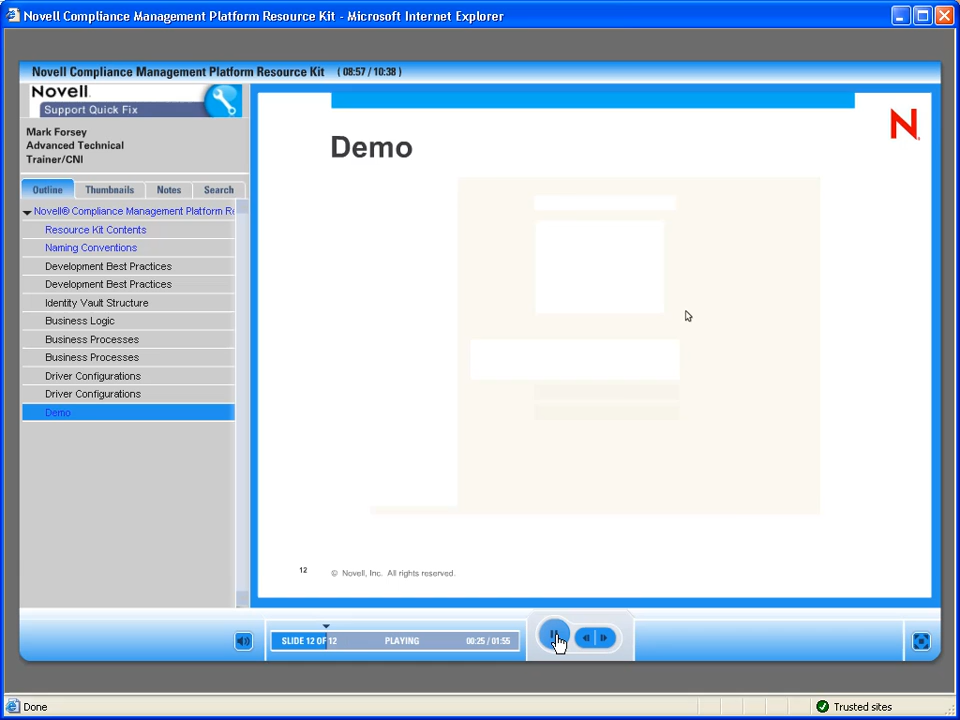 Novell Compliance Management Platform Resource Kit - Microsoft Internet Explorer
Novell Compliance Management Platform Resource Kit ( 08:57 / 10:38 )
Novell.
Support Quick Fix
Mark Forsey
Advanced Technical
Trainer/CNI
Outline Thumbnails Notes Search
Novell® Compliance Management Platform Re
Resource Kit Contents
Naming Conventions
Development Best Practices
Development Best Practices
Identity Vault Structure
Business Logic
Business Processes
Business Processes
Driver Configurations
Driver Configurations
Demo
Demo
N
12 © Novell, Inc. All rights reserved.
SLIDE 12 OF 12 PLAYING 00:25 / 01:55
Done Trusted sites